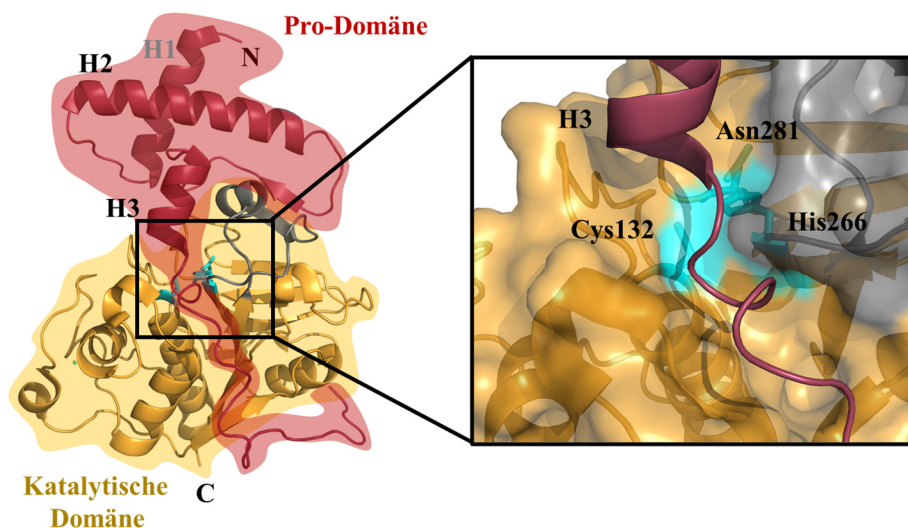 Pro-Domäne
H1
N
H2
H3
Katalytische
Domäne
C
H3
Asn281
Cys132
His266